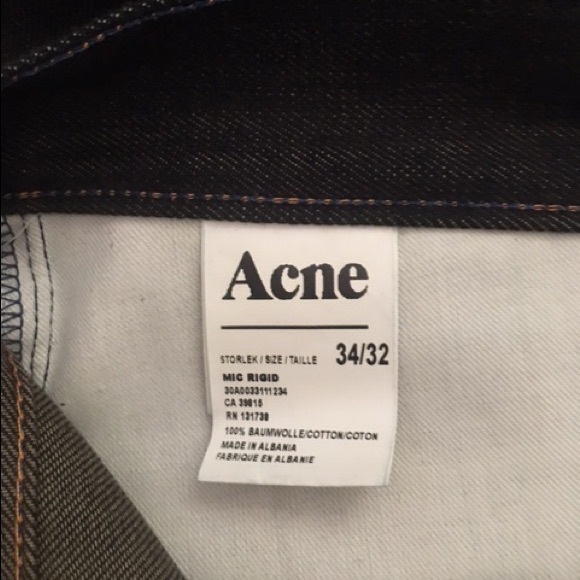 Acne
STORLEK / SIZE / TAILLE 34/32
MIC RIGID
30A0033111234
CA 39815
RN 131738
100% BAUMWOLLE/COTTON/COTON
MADE IN ALBANIA
FABRIQUE EN ALBANIE